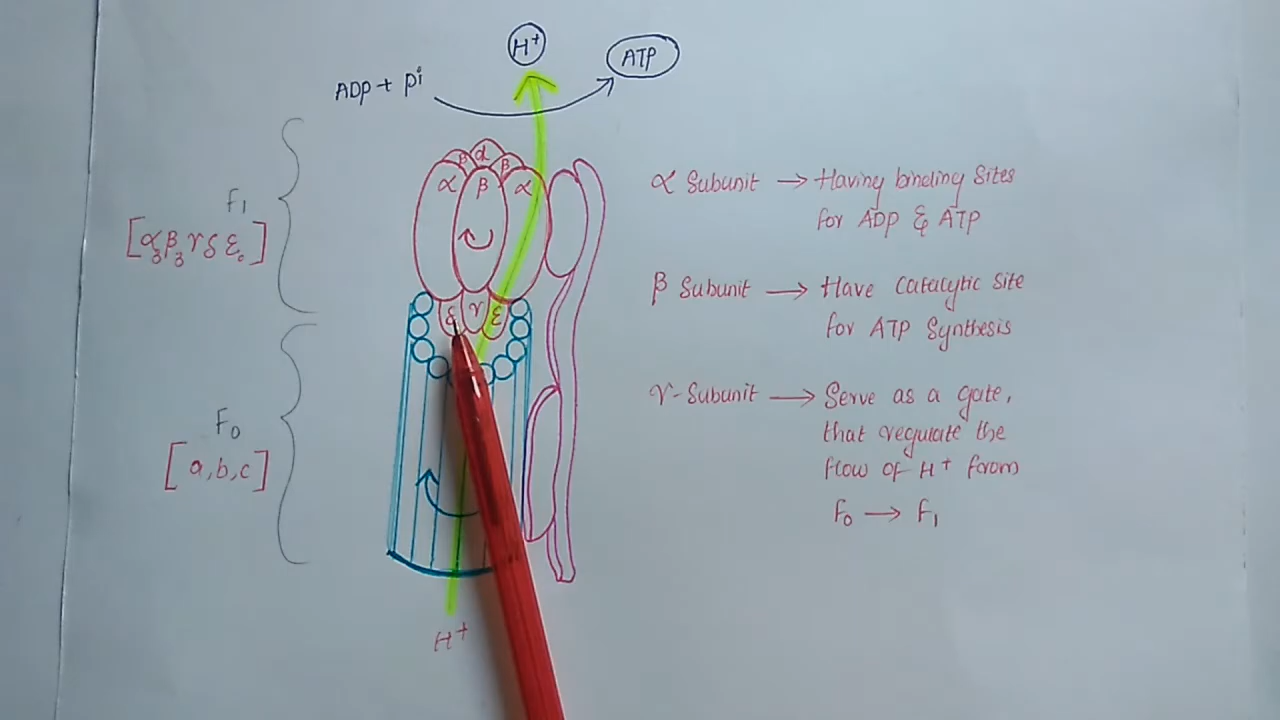 H+
ATP
ADP + Pi
F1
[α3β3γδε]
α
β
β
α
β
α
ε
γ
ε
F0
[a,b,c]
H+
α Subunit → Having binding Sites
for ADP & ATP
β Subunit → Have Catalytic Site
for ATP Synthesis
γ-Subunit → Serve as a gate,
that regulate the
flow of H+ from
F0 → F1